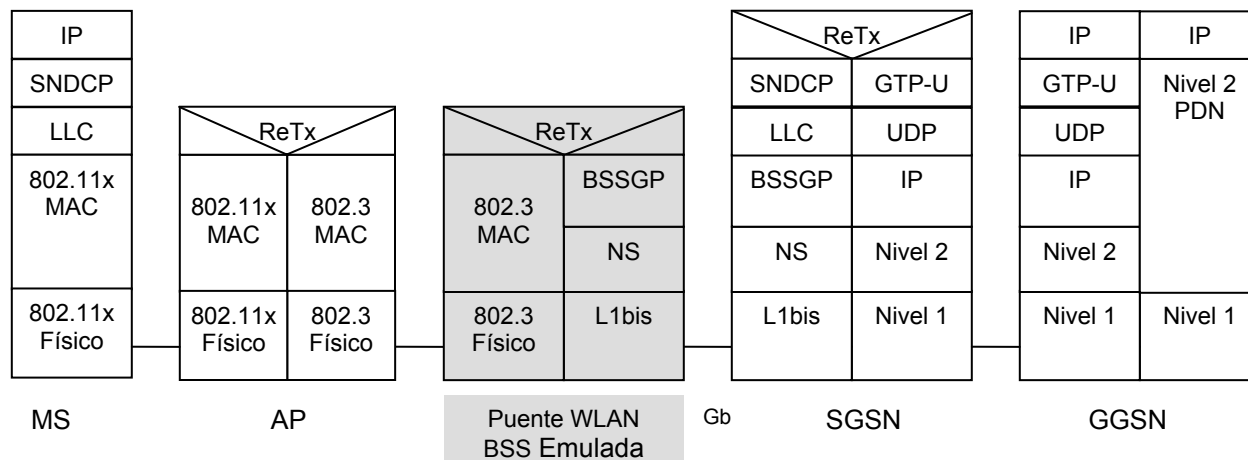 IP
SNDCP
LLC
802.11x
MAC
802.11x
Físico
MS
ReTx
802.11x
MAC
802.3
MAC
802.11x
Físico
802.3
Físico
AP
ReTx
802.3
MAC
BSSGP
NS
802.3
Físico
L1bis
Puente WLAN
BSS Emulada
Gb
ReTx
SNDCP
GTP-U
LLC
UDP
BSSGP
IP
NS
Nivel 2
L1bis
Nivel 1
SGSN
IP
IP
GTP-U
Nivel 2
PDN
UDP
IP
Nivel 2
Nivel 1
Nivel 1
GGSN